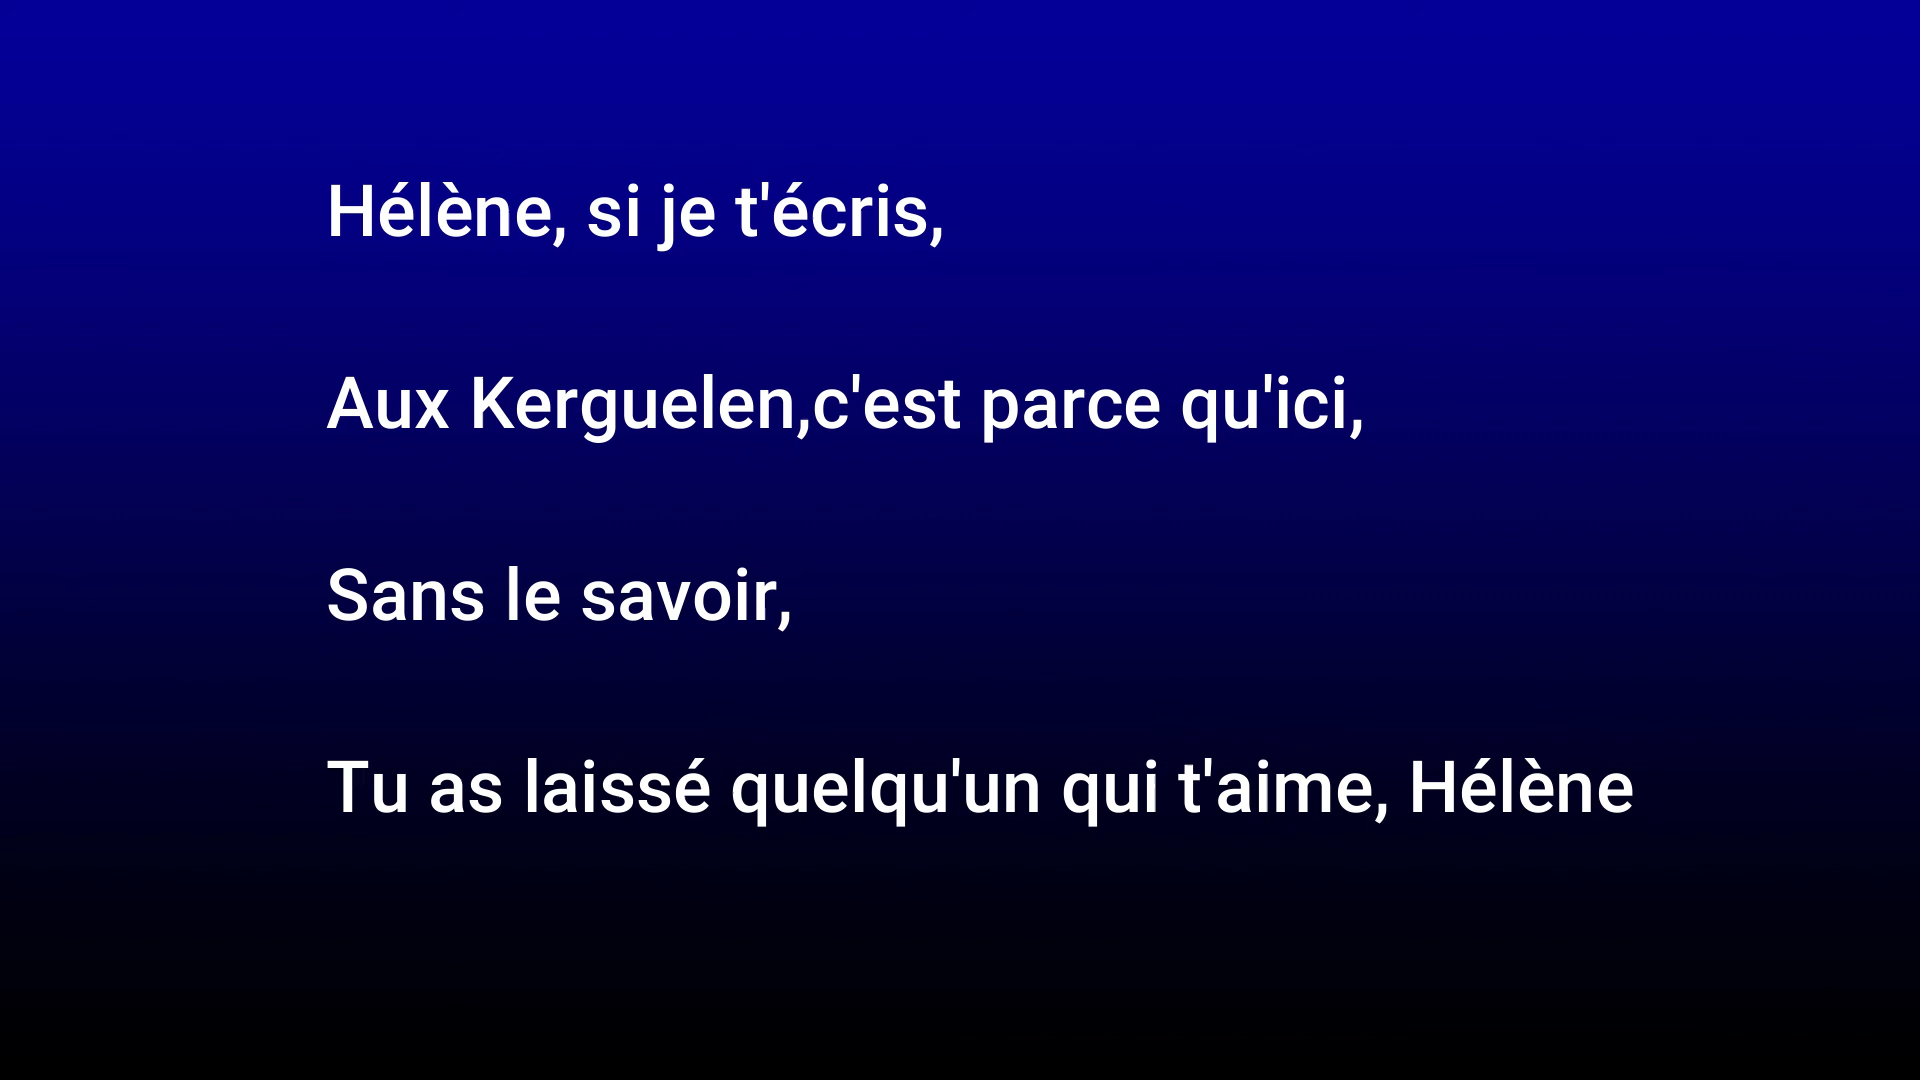 Hélène, si je t'écris,
Aux Kerguelen,c'est parce qu'ici,
Sans le savoir,
Tu as laissé quelqu'un qui t'aime, Hélène